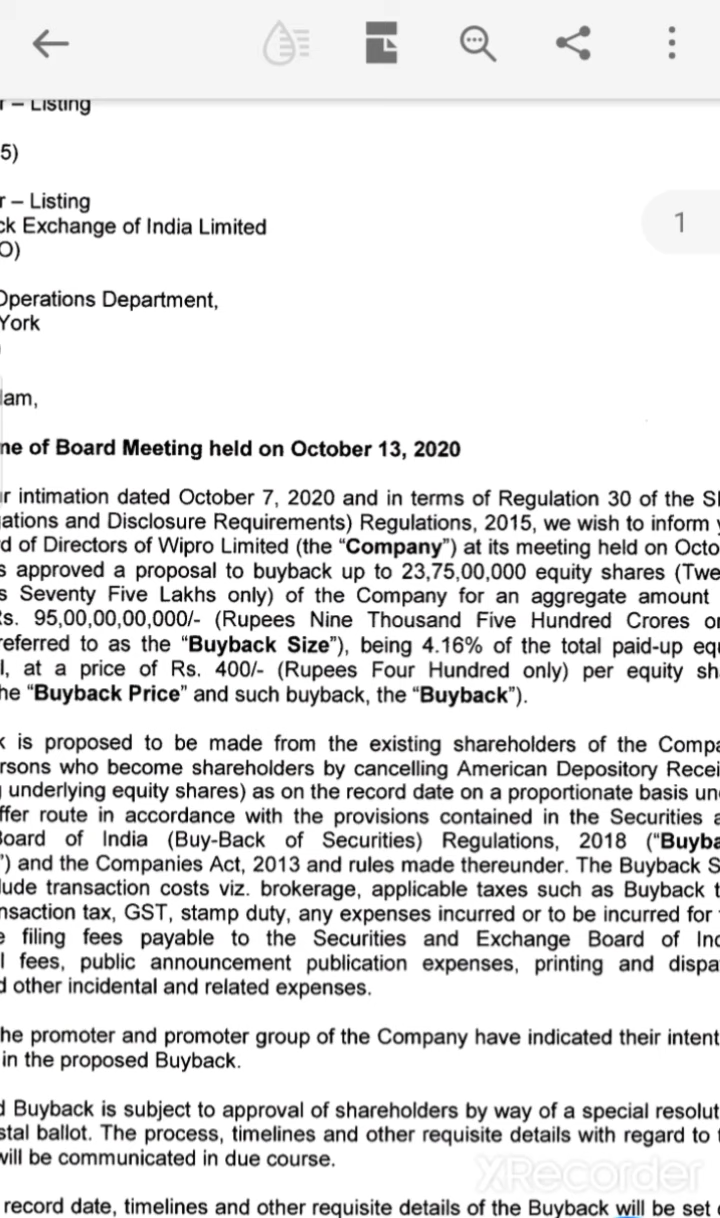 r – Listing
5)
r – Listing
ck Exchange of India Limited
O)
1
Operations Department,
York
)
lam,
ne of Board Meeting held on October 13, 2020
r intimation dated October 7, 2020 and in terms of Regulation 30 of the S
ations and Disclosure Requirements) Regulations, 2015, we wish to inform y
d of Directors of Wipro Limited (the “Company”) at its meeting held on Octo
s approved a proposal to buyback up to 23,75,00,000 equity shares (Twe
s Seventy Five Lakhs only) of the Company for an aggregate amount
s. 95,00,00,00,000/- (Rupees Nine Thousand Five Hundred Crores o
referred to as the “Buyback Size”), being 4.16% of the total paid-up equ
l, at a price of Rs. 400/- (Rupees Four Hundred only) per equity sh
he “Buyback Price” and such buyback, the “Buyback”).
k is proposed to be made from the existing shareholders of the Compa
rsons who become shareholders by cancelling American Depository Recei
underlying equity shares) as on the record date on a proportionate basis un
ffer route in accordance with the provisions contained in the Securities a
Board of India (Buy-Back of Securities) Regulations, 2018 (“Buyba
”) and the Companies Act, 2013 and rules made thereunder. The Buyback S
lude transaction costs viz. brokerage, applicable taxes such as Buyback t
nsaction tax, GST, stamp duty, any expenses incurred or to be incurred for
e filing fees payable to the Securities and Exchange Board of Ind
l fees, public announcement publication expenses, printing and dispa
d other incidental and related expenses.
he promoter and promoter group of the Company have indicated their intent
in the proposed Buyback.
d Buyback is subject to approval of shareholders by way of a special resolut
stal ballot. The process, timelines and other requisite details with regard to t
will be communicated in due course.
XRecorder
record date, timelines and other requisite details of the Buyback will be set